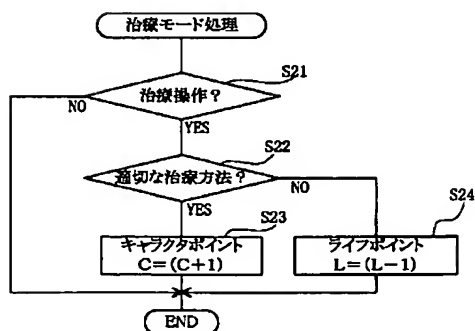 治療モード処理
S21
治療操作?
NO
YES
S22
適切な治療方法?
NO
YES
S23
S24
キャラクタポイント
C=(C+1)
ライフポイント
L=(L-1)
END